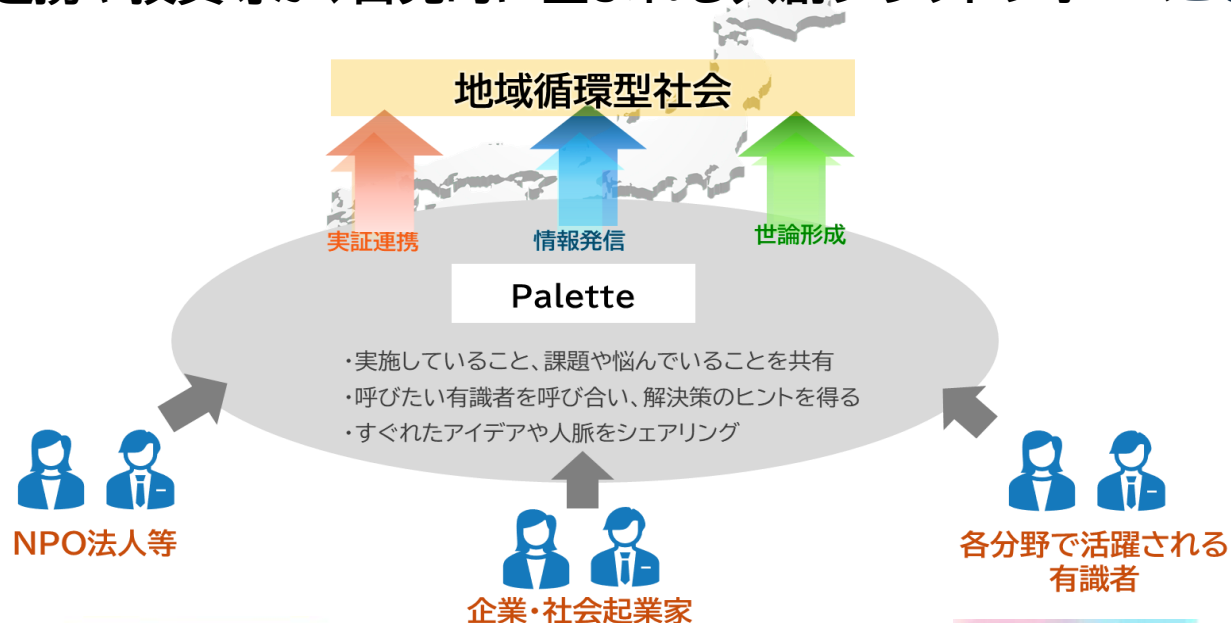 地域循環型社会
実証連携
情報発信
世論形成
Palette
・実施していること、課題や悩んでいることを共有
・呼びたい有識者を呼び合い、解決策のヒントを得る
・すぐれたアイデアや人脈をシェアリング
NPO法人等
企業・社会起業家
各分野で活躍される
有識者